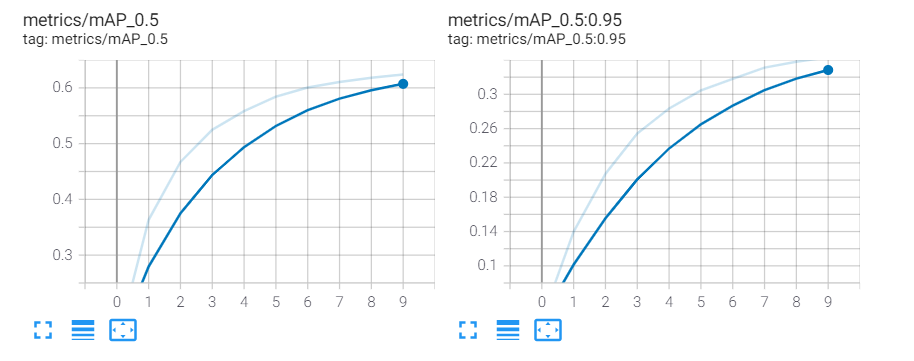 metrics/mAP_0.5
tag: metrics/mAP_0.5
0.6
0.5
0.4
0.3
0 1 2 3 4 5 6 7 8 9
metrics/mAP_0.5:0.95
tag: metrics/mAP_0.5:0.95
0.3
0.26
0.22
0.18
0.14
0.1
0 1 2 3 4 5 6 7 8 9